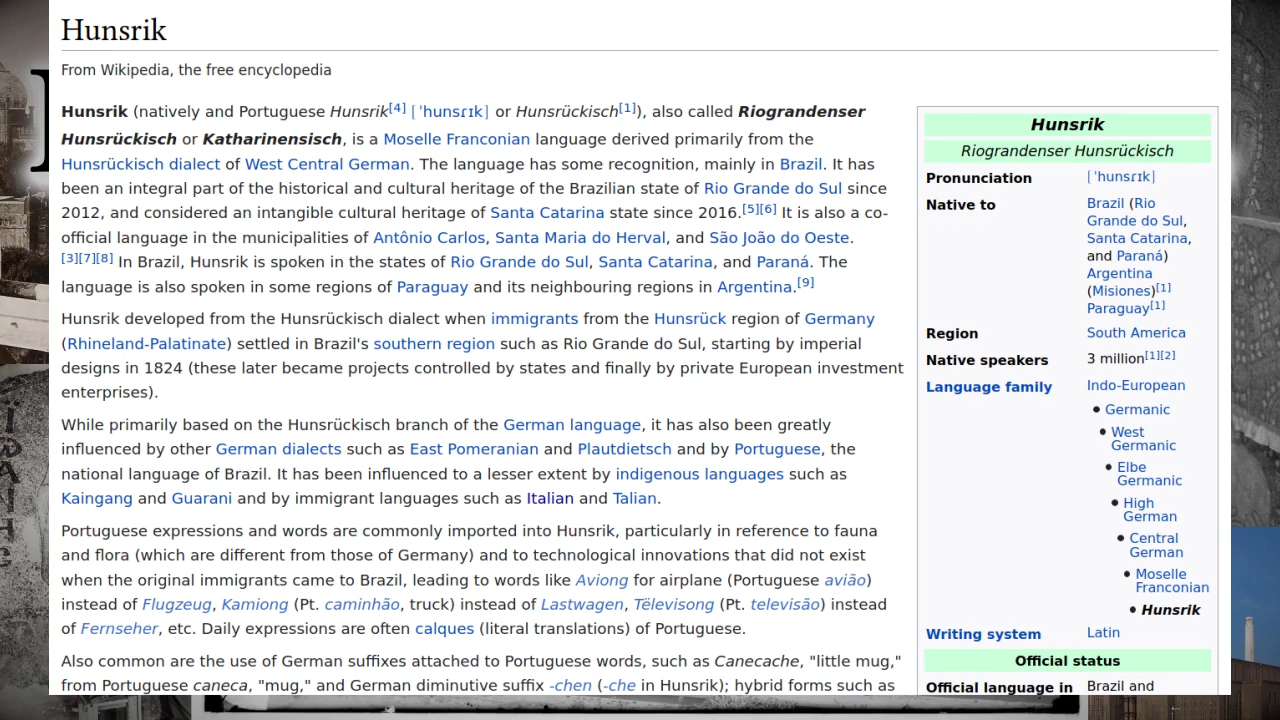 Hunsrik
From Wikipedia, the free encyclopedia
Hunsrik (natively and Portuguese Hunsrik[4] [ˈhunsɾɪk] or Hunsrückisch[1]), also called Riograndenser
Hunsrückisch or Katharinensisch, is a Moselle Franconian language derived primarily from the
Hunsrückisch dialect of West Central German. The language has some recognition, mainly in Brazil. It has
been an integral part of the historical and cultural heritage of the Brazilian state of Rio Grande do Sul since
2012, and considered an intangible cultural heritage of Santa Catarina state since 2016.[5][6] It is also a co-
official language in the municipalities of Antônio Carlos, Santa Maria do Herval, and São João do Oeste.
[3][7][8] In Brazil, Hunsrik is spoken in the states of Rio Grande do Sul, Santa Catarina, and Paraná. The
language is also spoken in some regions of Paraguay and its neighbouring regions in Argentina.[9]
Hunsrik developed from the Hunsrückisch dialect when immigrants from the Hunsrück region of Germany
(Rhineland-Palatinate) settled in Brazil's southern region such as Rio Grande do Sul, starting by imperial
designs in 1824 (these later became projects controlled by states and finally by private European investment
enterprises).
While primarily based on the Hunsrückisch branch of the German language, it has also been greatly
influenced by other German dialects such as East Pomeranian and Plautdietsch and by Portuguese, the
national language of Brazil. It has been influenced to a lesser extent by indigenous languages such as
Kaingang and Guarani and by immigrant languages such as Italian and Talian.
Portuguese expressions and words are commonly imported into Hunsrik, particularly in reference to fauna
and flora (which are different from those of Germany) and to technological innovations that did not exist
when the original immigrants came to Brazil, leading to words like Aviong for airplane (Portuguese avião)
instead of Flugzeug, Kamiong (Pt. caminhão, truck) instead of Lastwagen, Tëlevisong (Pt. televisão) instead
of Fernseher, etc. Daily expressions are often calques (literal translations) of Portuguese.
Also common are the use of German suffixes attached to Portuguese words, such as Canecache, "little mug,"
from Portuguese caneca, "mug," and German diminutive suffix -chen (-che in Hunsrik); hybrid forms such as
Hunsrik
Riograndenser Hunsrückisch
Pronunciation [ˈhunsɾɪk]
Native to Brazil (Rio
Grande do Sul,
Santa Catarina,
and Paraná)
Argentina
(Misiones)[1]
Paraguay[1]
Region South America
Native speakers 3 million[1][2]
Language family Indo-European
• Germanic
• West
Germanic
• Elbe
Germanic
• High
German
• Central
German
• Moselle
Franconian
• Hunsrik
Writing system Latin
Official status
Official language in Brazil and